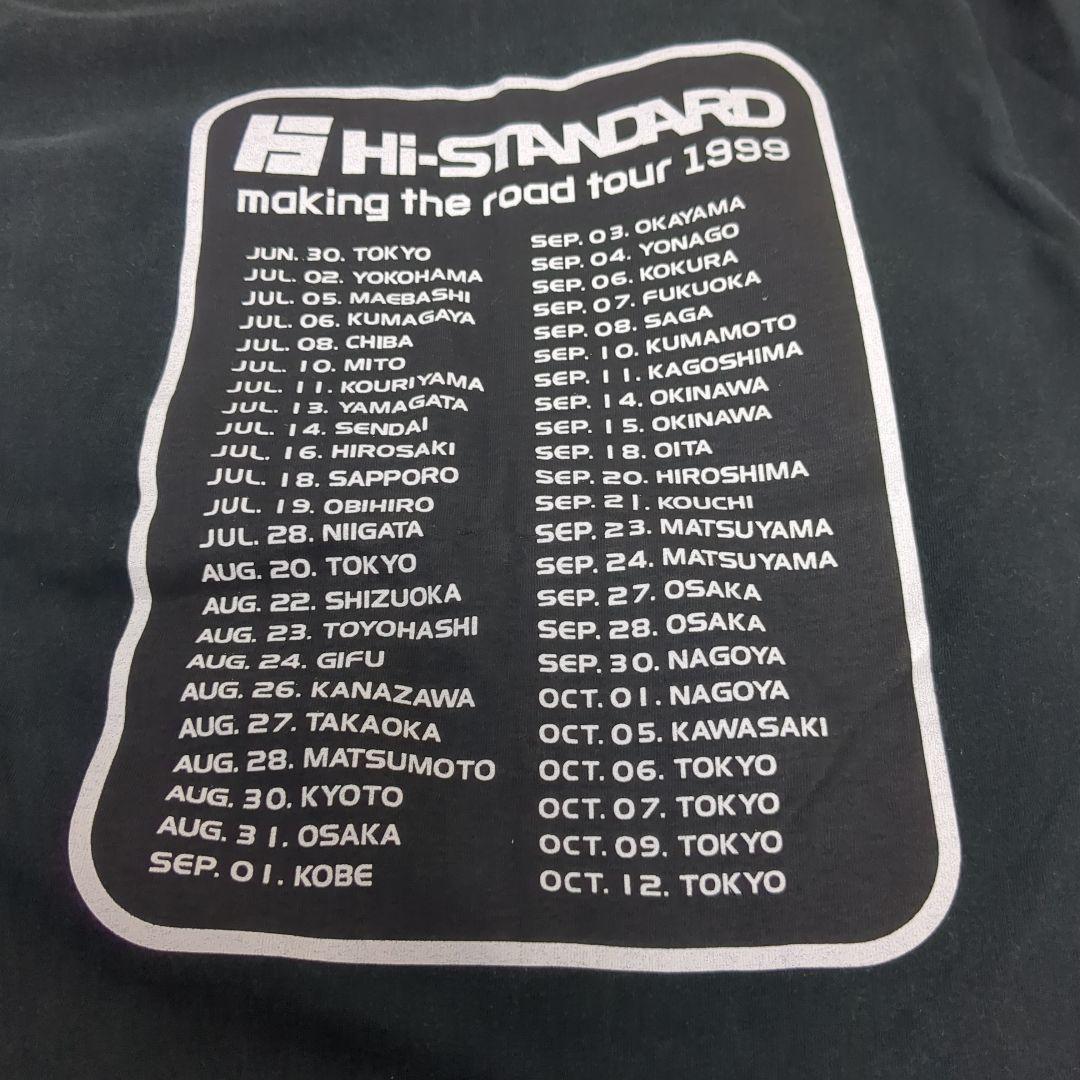 Hi-STANDARD
making the road tour 1999
JUN. 30. TOKYO
JUL. 02. YOKOHAMA
JUL. 05. MAEBASHI
JUL. 06. KUMAGAYA
JUL. 08. CHIBA
JUL. 10. MITO
JUL. 11. KOURIYAMA
JUL. 13. YAMAGATA
JUL. 14. SENDAI
JUL. 16. HIROSAKI
JUL. 18. SAPPORO
JUL. 19. OBIHIRO
JUL. 28. NIIGATA
AUG. 20. TOKYO
AUG. 22. SHIZUOKA
AUG. 23. TOYOHASHI
AUG. 24. GIFU
AUG. 26. KANAZAWA
AUG. 27. TAKAOKA
AUG. 28. MATSUMOTO
AUG. 30. KYOTO
AUG. 31. OSAKA
SEP. 01. KOBE
SEP. 03. OKAYAMA
SEP. 04. YONAGO
SEP. 06. KOKURA
SEP. 07. FUKUOKA
SEP. 08. SAGA
SEP. 10. KUMAMOTO
SEP. 11. KAGOSHIMA
SEP. 14. OKINAWA
SEP. 15. OKINAWA
SEP. 18. OITA
SEP. 20. HIROSHIMA
SEP. 21. KOUCHI
SEP. 23. MATSUYAMA
SEP. 24. MATSUYAMA
SEP. 27. OSAKA
SEP. 28. OSAKA
SEP. 30. NAGOYA
OCT. 01. NAGOYA
OCT. 05. KAWASAKI
OCT. 06. TOKYO
OCT. 07. TOKYO
OCT. 09. TOKYO
OCT. 12. TOKYO